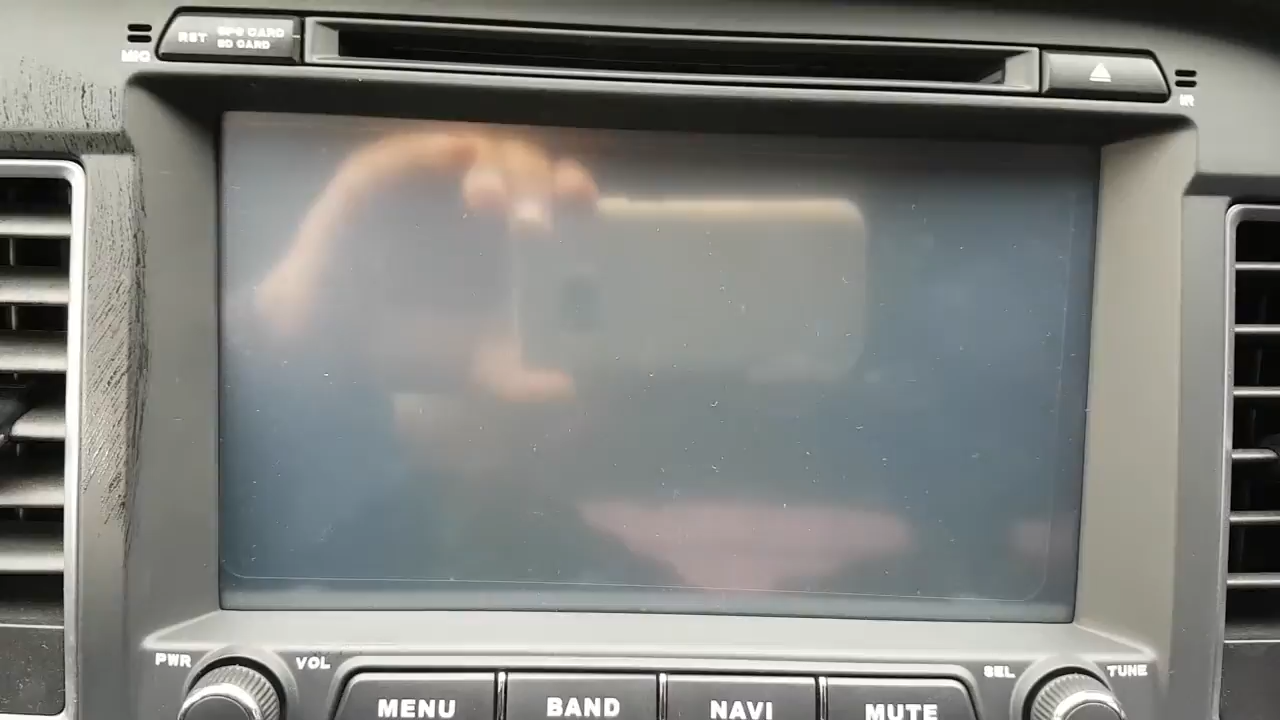 MIC
RST
GPS CARD
SD CARD
IR
PWR
VOL
SEL
TUNE
MENU
BAND
NAVI
MUTE